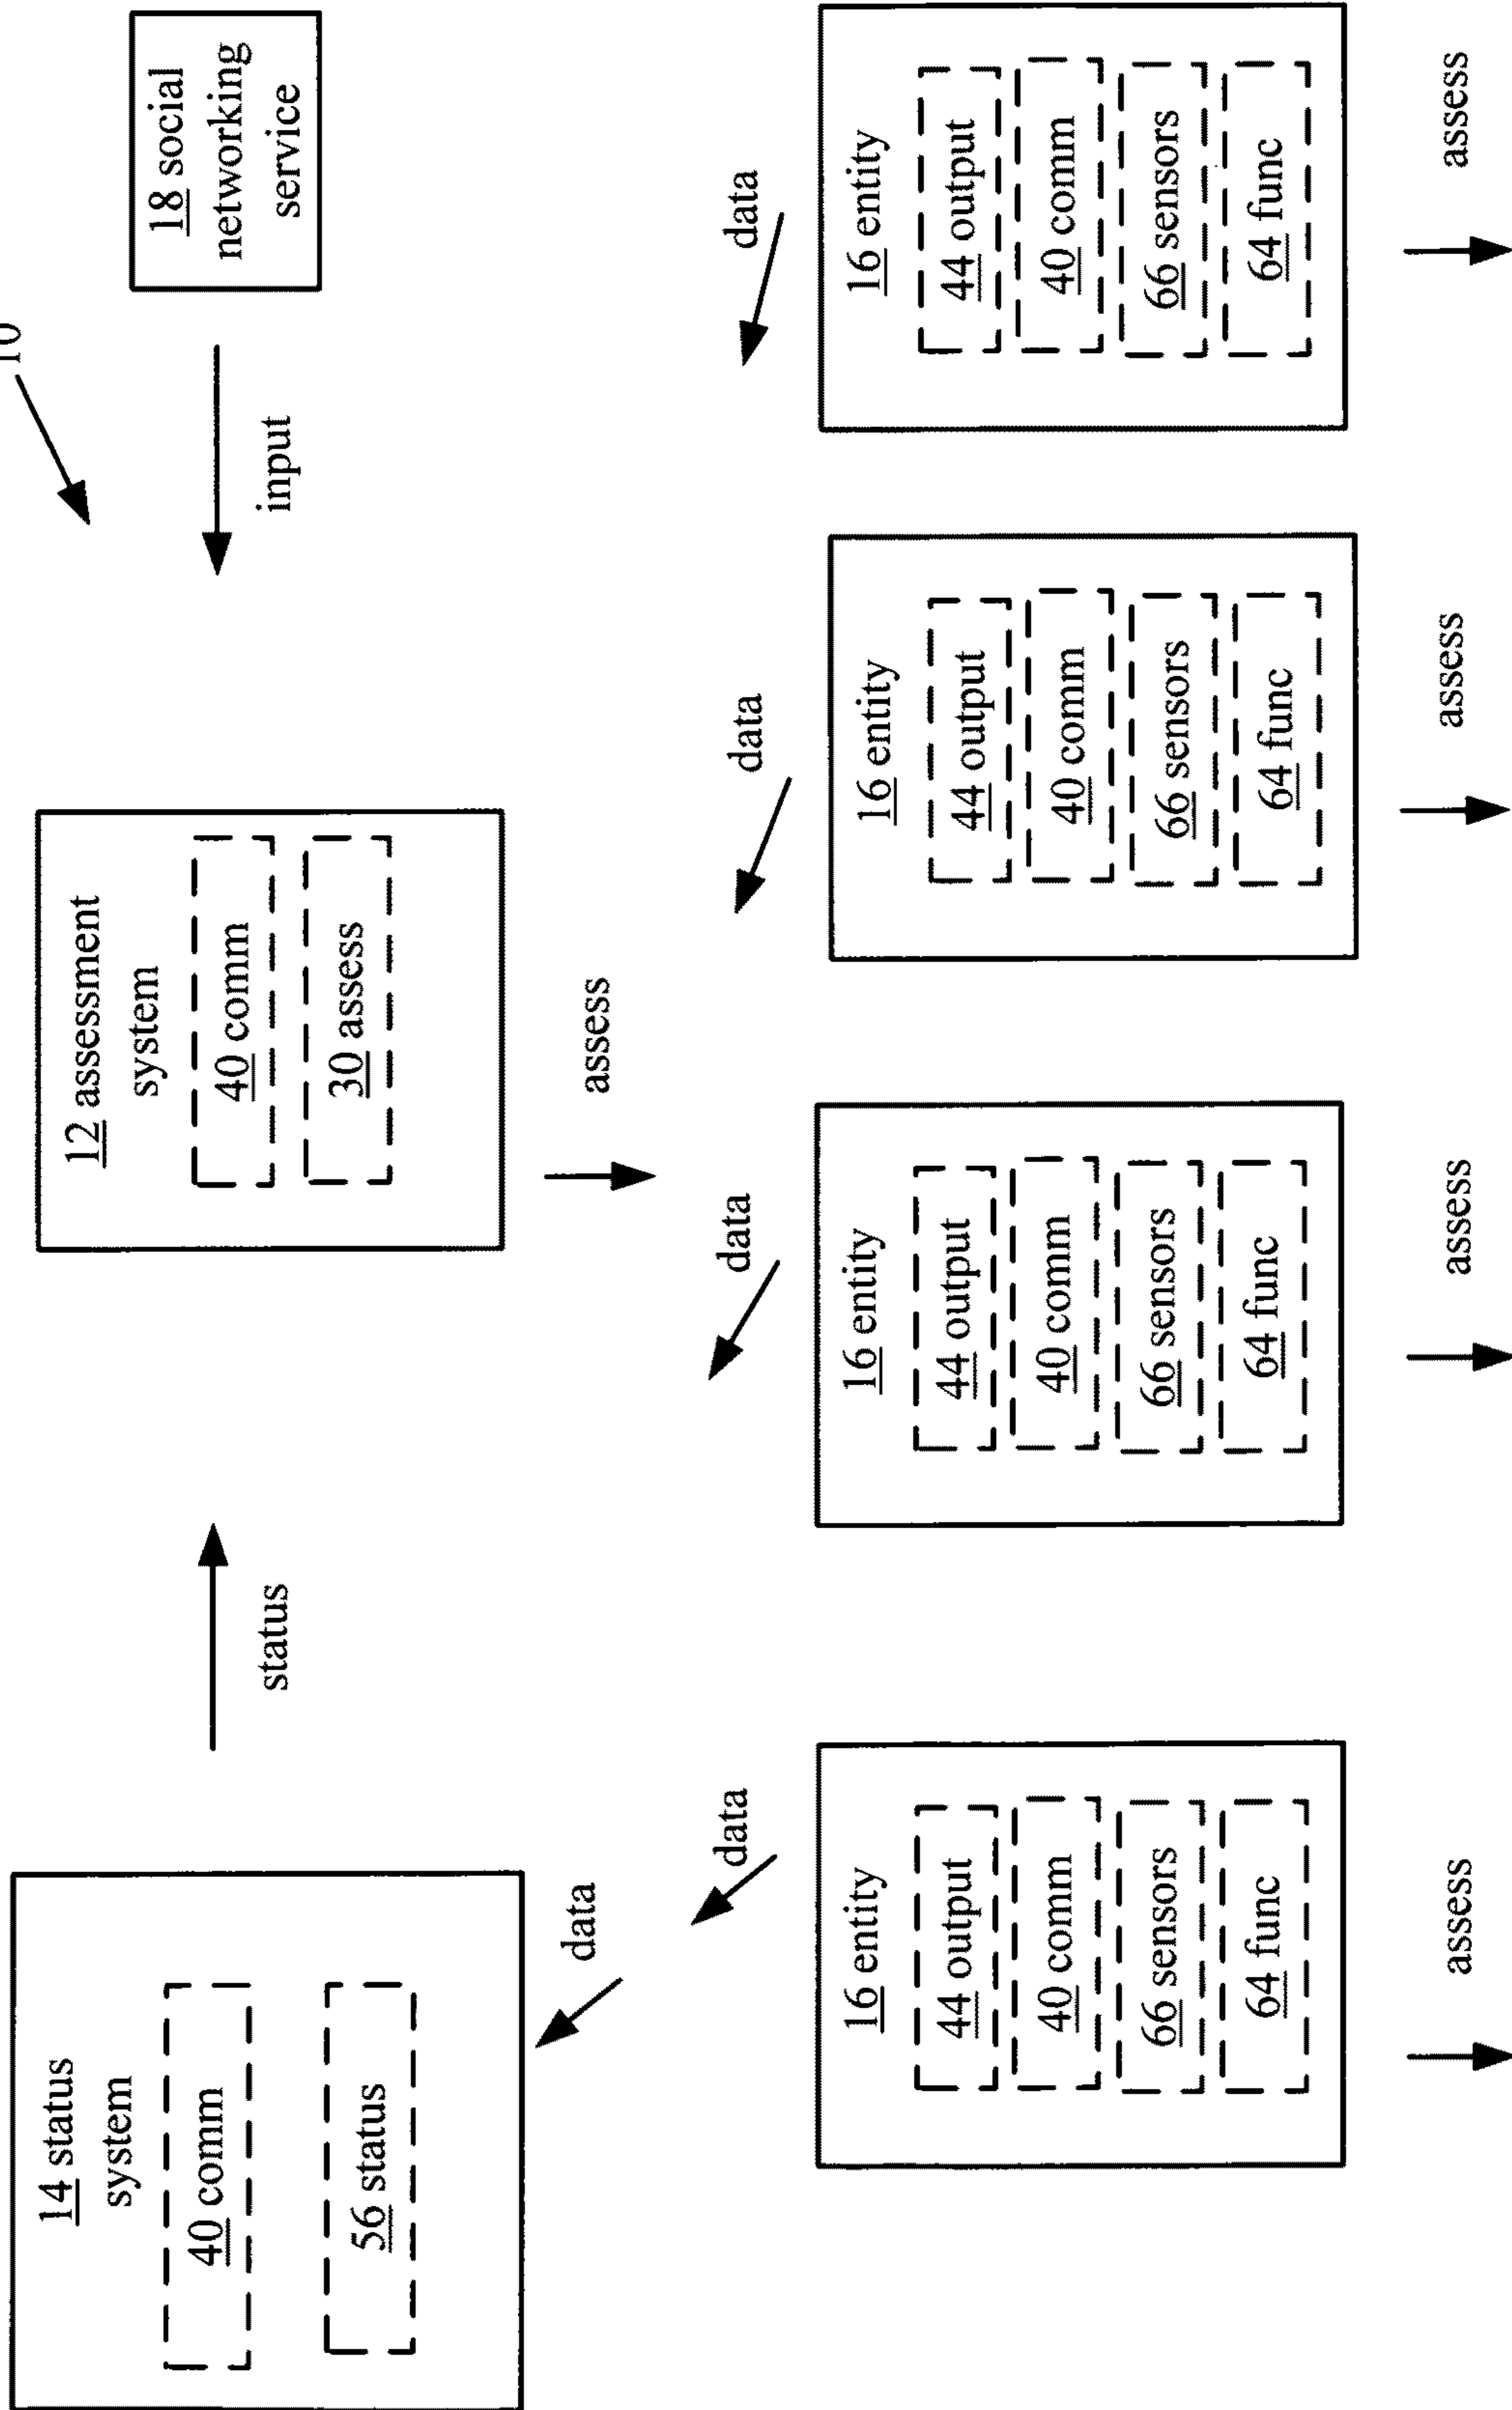 10
14 status
system
40 comm
56 status
status
12 assessment
system
40 comm
30 assess
input
18 social
networking
service
data
assess
data
data
data
data
16 entity
44 output
40 comm
66 sensors
64 func
16 entity
44 output
40 comm
66 sensors
64 func
16 entity
44 output
40 comm
66 sensors
64 func
16 entity
44 output
40 comm
66 sensors
64 func
assess
assess
assess
assess